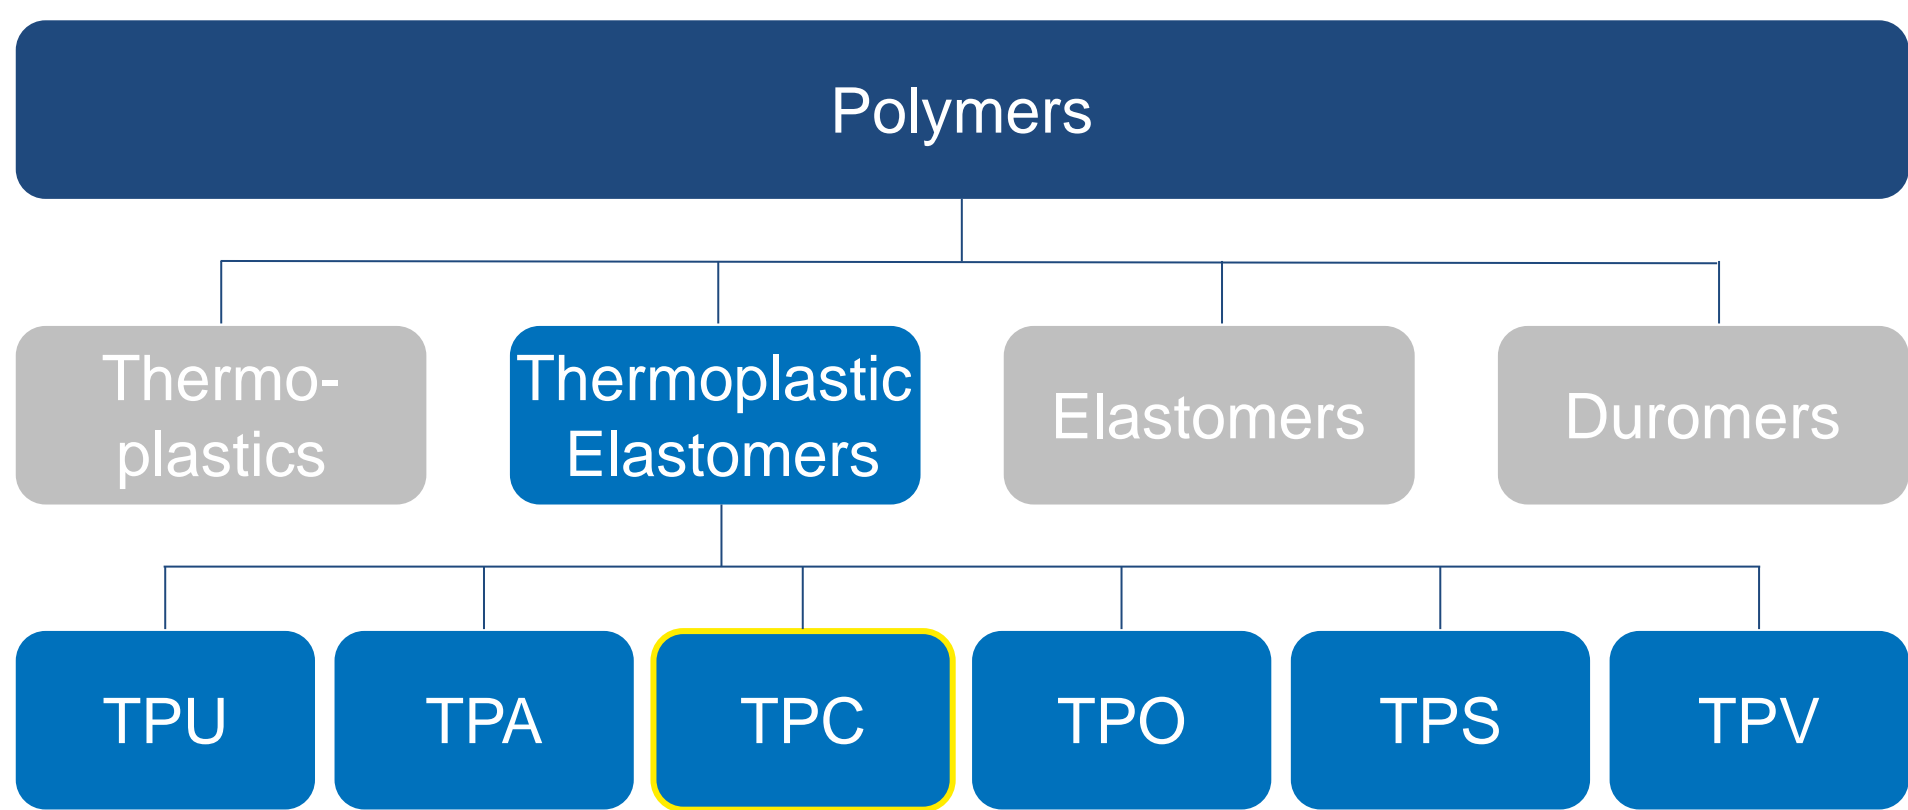 Polymers
Thermo-
plastics
Thermoplastic
Elastomers
Elastomers
Duromers
TPU
TPA
TPC
TPO
TPS
TPV